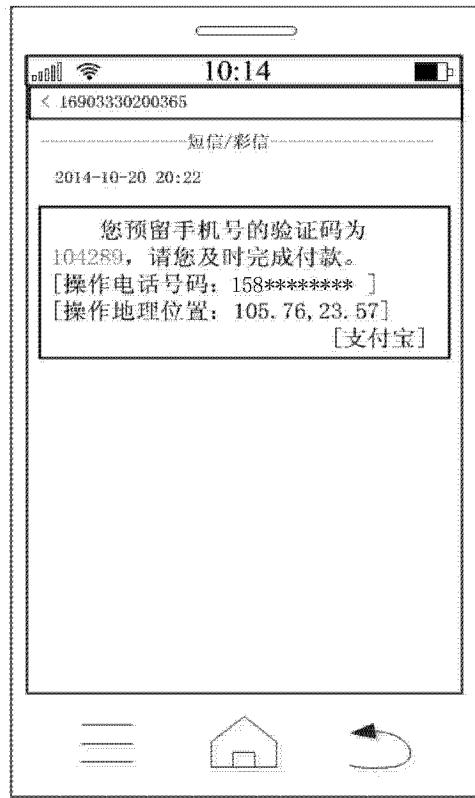 10:14
< 16903330200365
短信/彩信
2014-10-20 20:22
您预留手机号的验证码为
104289，请您及时完成付款。
[操作电话号码：158******** ]
[操作地理位置：105.76,23.57]
[支付宝]